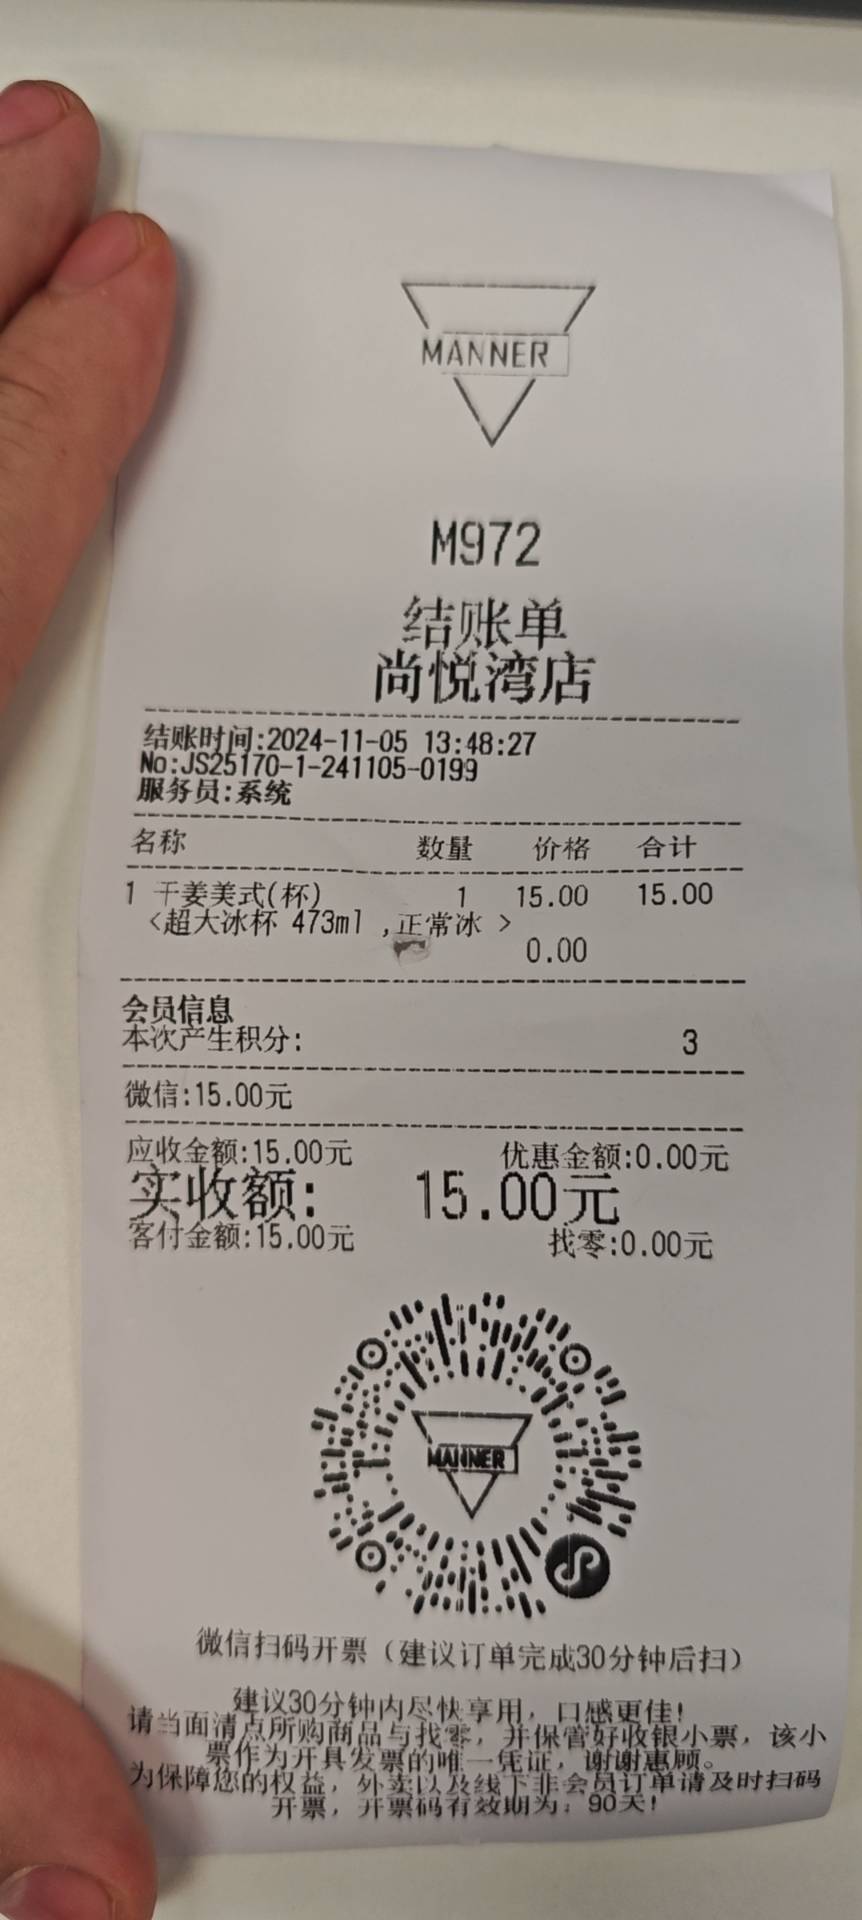 MANNER
M972
结账单
尚悦湾店
结账时间:2024-11-05 13:48:27
No:JS25170-1-241105-0199
服务员:系统
名称 数量 价格 合计
1 干姜美式(杯) 1 15.00 15.00
<超大冰杯 473ml ,正常冰 >
0.00
会员信息
本次产生积分: 3
微信:15.00元
应收金额:15.00元 优惠金额:0.00元
实收额: 15.00元
客付金额:15.00元 找零:0.00元
MANNER
微信扫码开票（建议订单完成30分钟后扫）
建议30分钟内尽快享用，口感更佳!
请当面清点所购商品与找零，并保管好收银小票，该小
票作为开具发票的唯一凭证，谢谢惠顾。
为保障您的权益，外卖以及线下非会员订单请及时扫码
开票，开票码有效期为：90天!